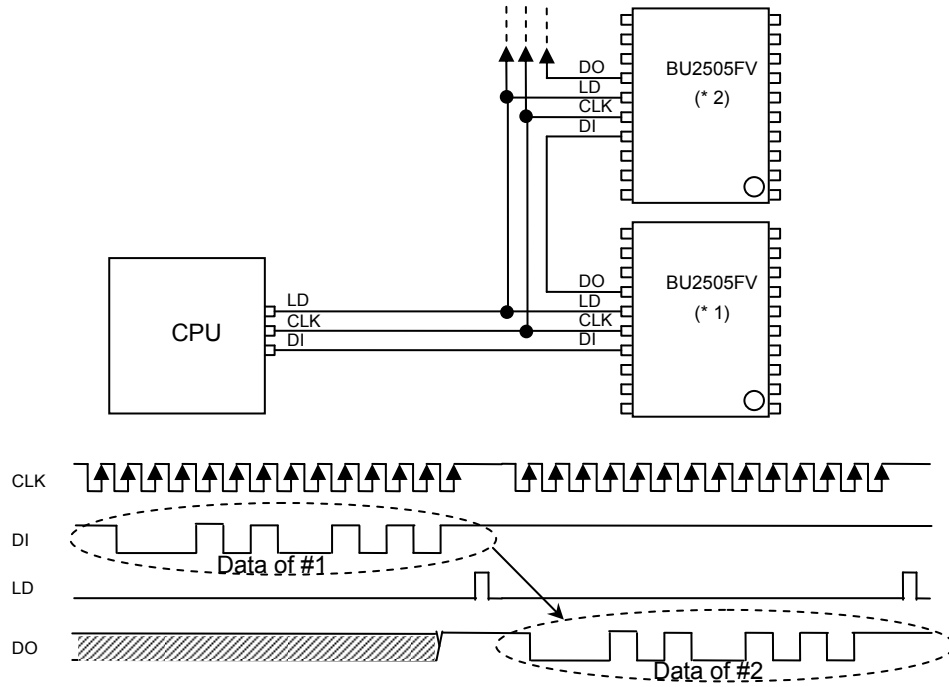 DO
LD
CLK
DI
BU2505FV
(* 2)
DO
LD
CLK
DI
BU2505FV
(* 1)
CPU
LD
CLK
DI
CLK
DI
Data of #1
LD
DO
Data of #2